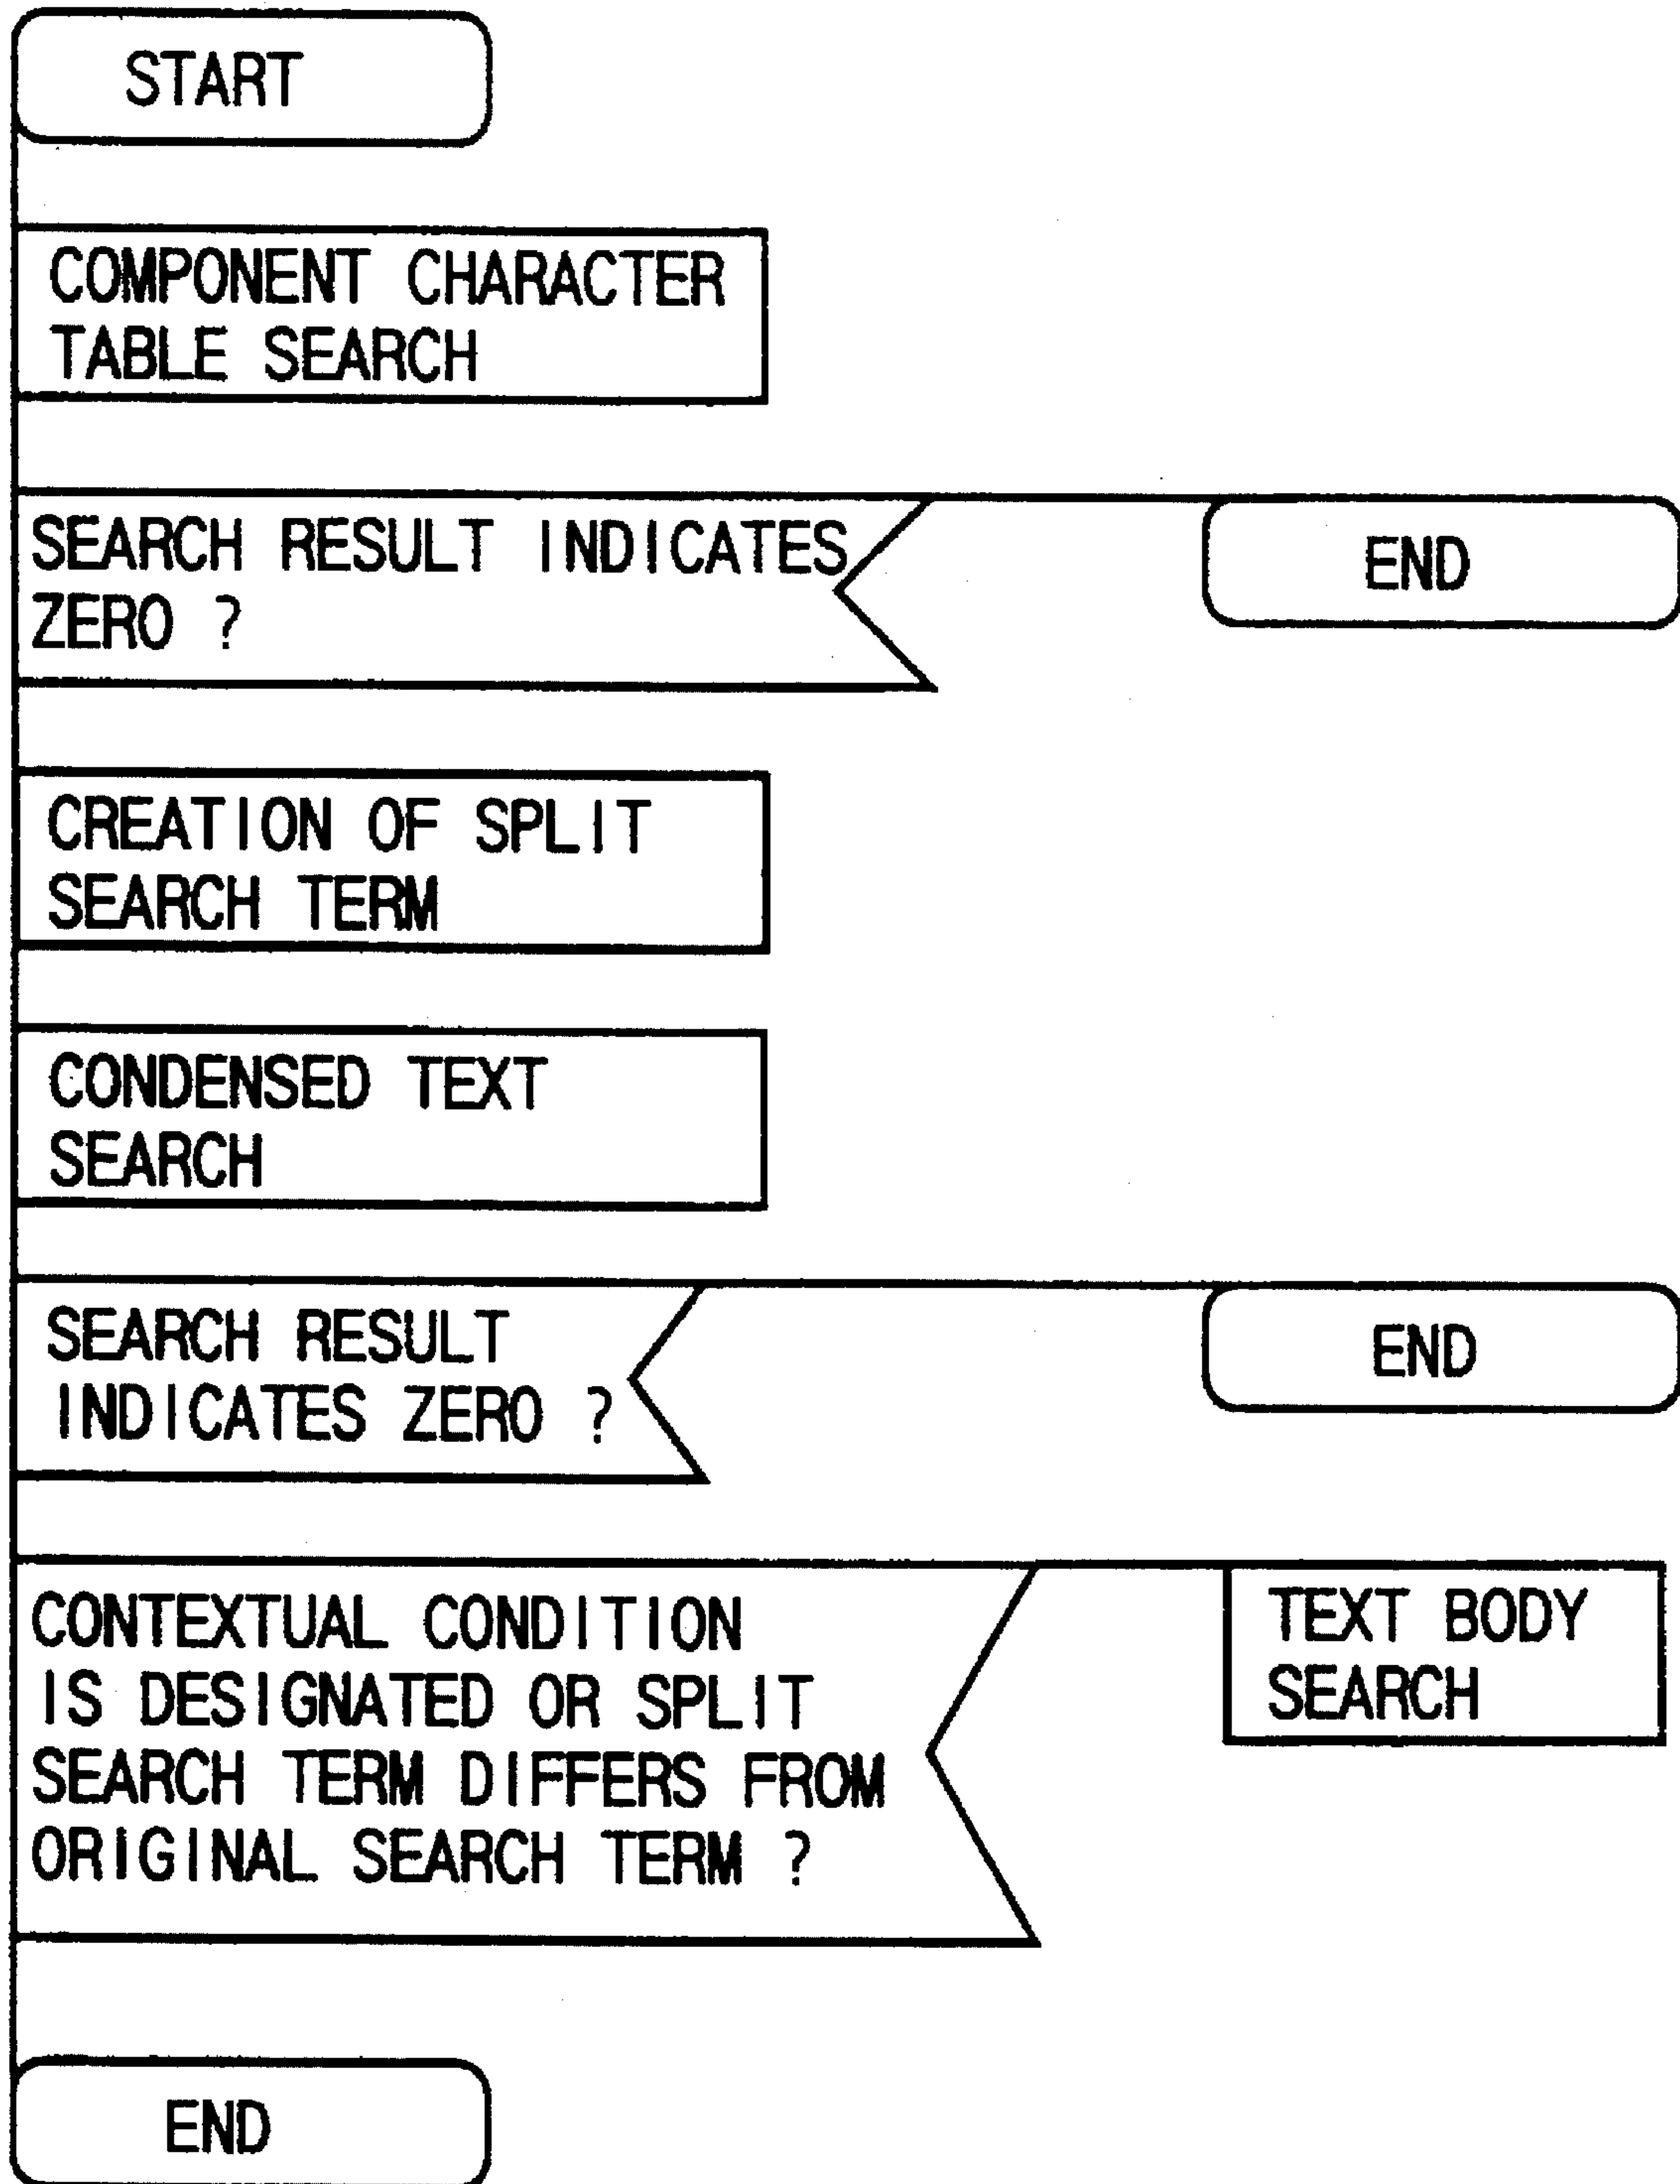 START
COMPONENT CHARACTER
TABLE SEARCH
SEARCH RESULT INDICATES
ZERO ?
END
CREATION OF SPLIT
SEARCH TERM
CONDENSED TEXT
SEARCH
SEARCH RESULT
INDICATES ZERO ?
END
CONTEXTUAL CONDITION
IS DESIGNATED OR SPLIT
SEARCH TERM DIFFERS FROM
ORIGINAL SEARCH TERM ?
TEXT BODY
SEARCH
END